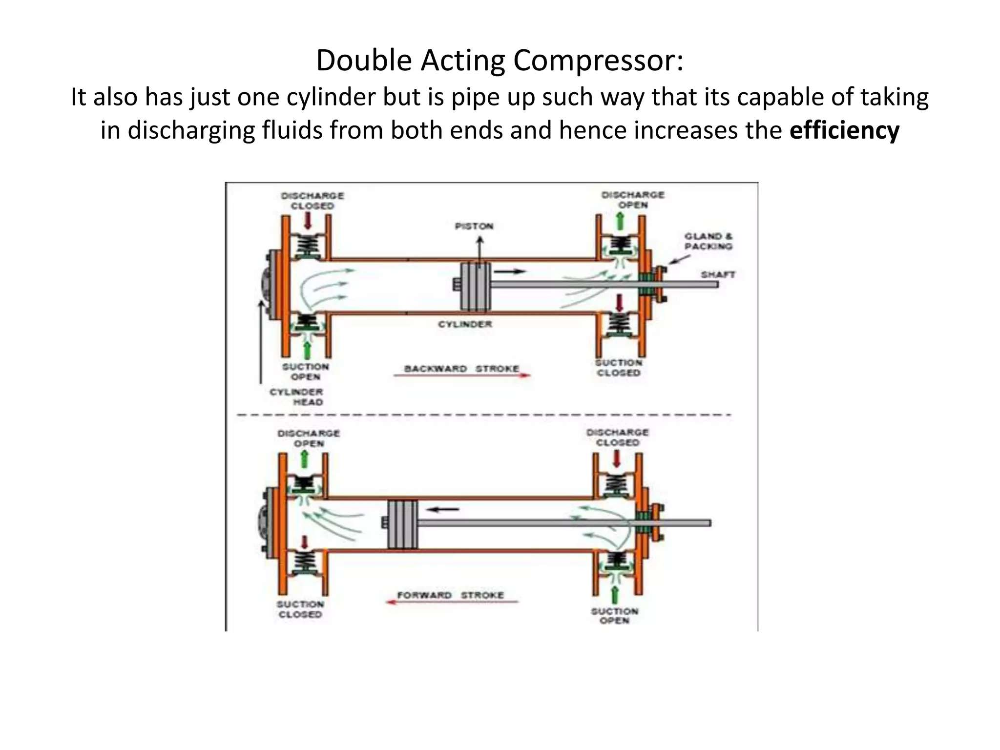 Double Acting Compressor:
It also has just one cylinder but is pipe up such way that its capable of taking
in discharging fluids from both ends and hence increases the efficiency
DISCHARGE
CLOSED
DISCHARGE
OPEN
PISTON
GLAND &
PACKING
SHAFT
CYLINDER
SUCTION
OPEN
BACKWARD STROKE
SUCTION
CLOSED
CYLINDER
HEAD
DISCHARGE
OPEN
DISCHARGE
CLOSED
FORWARD STROKE
SUCTION
CLOSED
SUCTION
OPEN